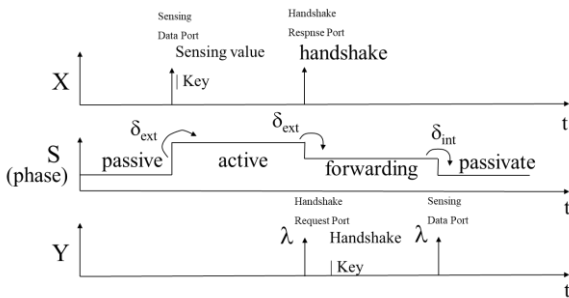 Sensing
Data Port
Handshake
Respnse Port
Sensing value
handshake
X
| Key
t
δext
δext
δint
S
(phase)
passive
active
forwarding
passivate
t
Handshake
Request Port
Sensing
Data Port
Y
λ
Handshake
λ
| Key
t